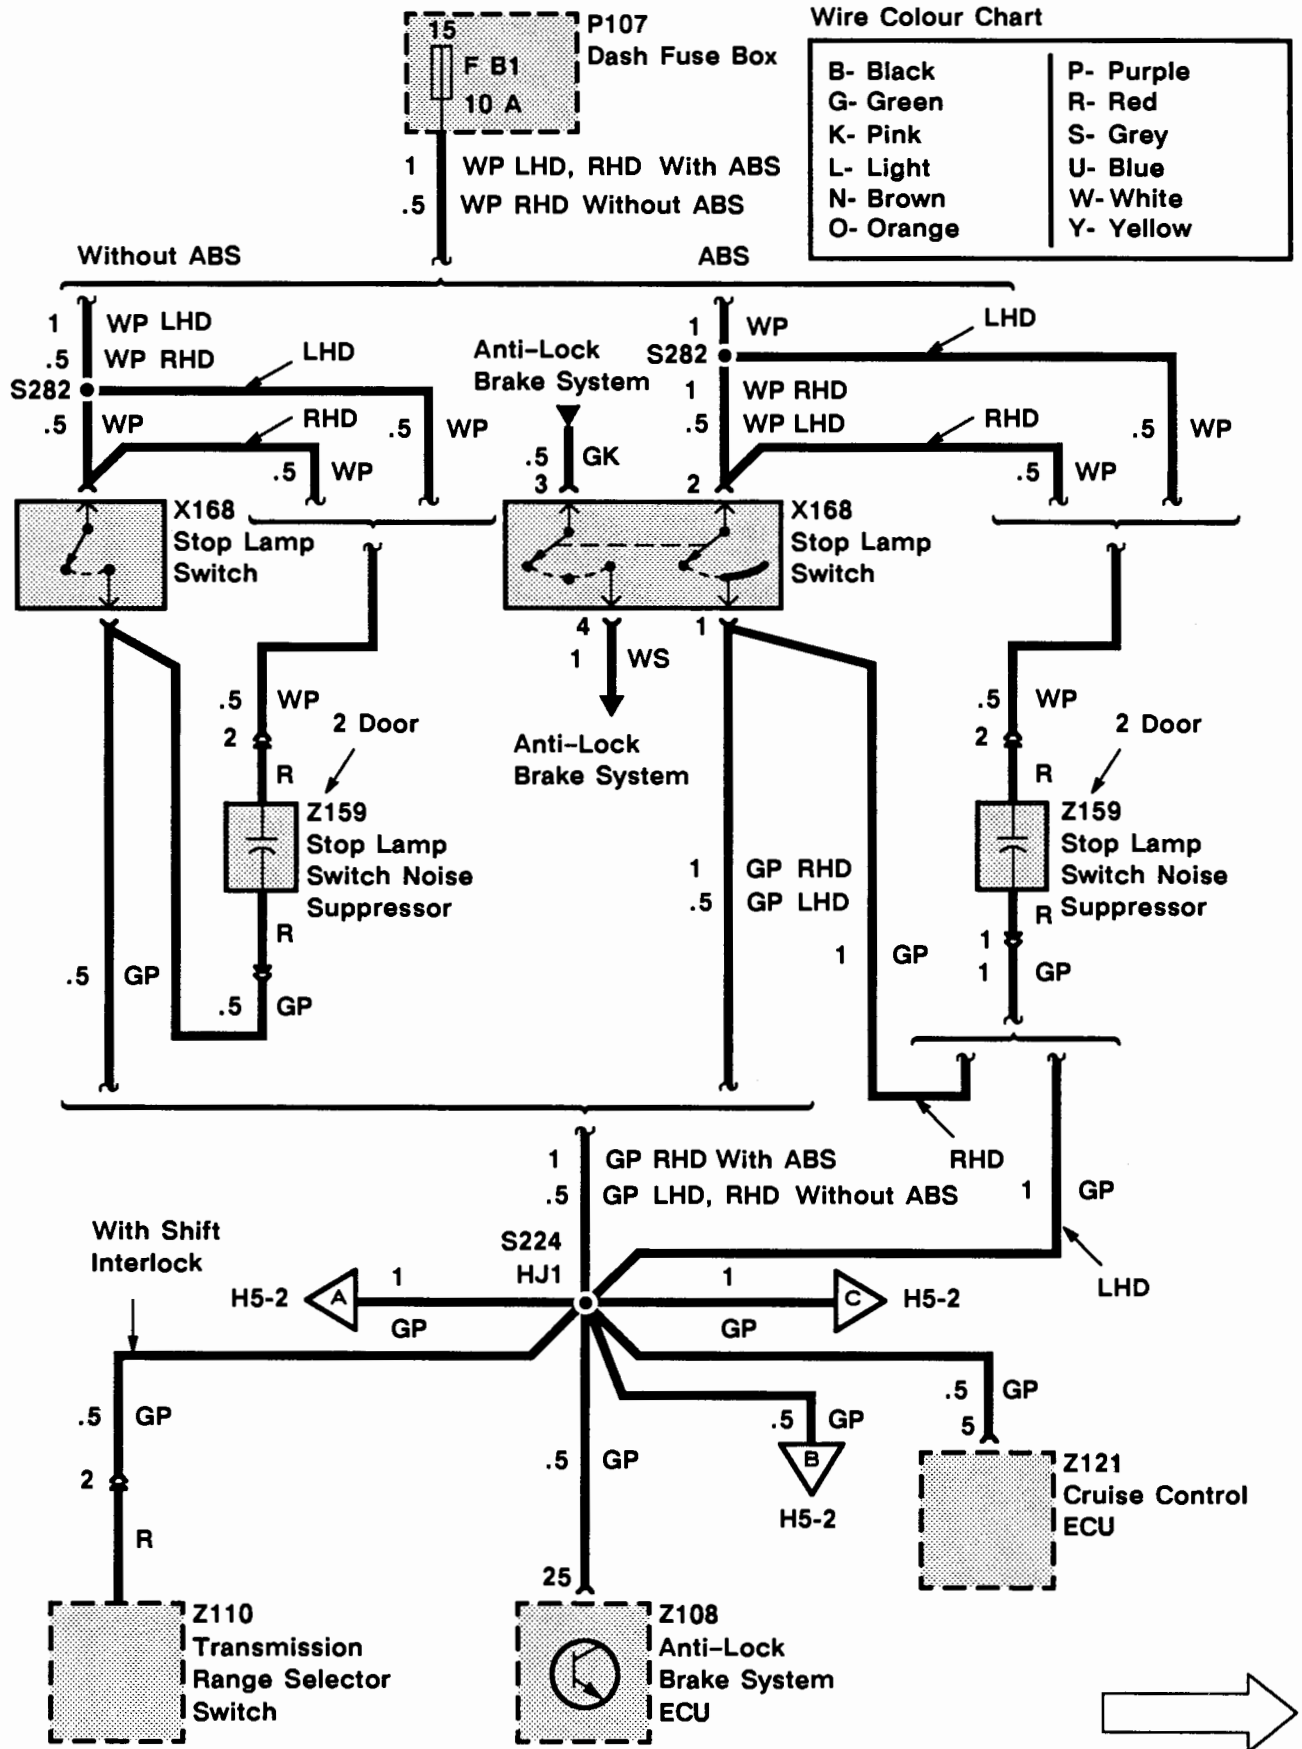 Wire Colour Chart
B- Black
G- Green
K- Pink
L- Light
N- Brown
O- Orange
P- Purple
R- Red
S- Grey
U- Blue
W- White
Y- Yellow
15
F B1
10 A
P107
Dash Fuse Box
1 WP LHD, RHD With ABS
.5 WP RHD Without ABS
Without ABS
ABS
1 WP LHD
.5 WP RHD
S282
.5 WP
LHD
RHD
.5 WP
.5 WP
Anti-Lock
Brake System
.5 GK
3
1 WP
S282
1 WP RHD
.5 WP LHD
2
LHD
RHD
.5 WP
.5 WP
X168
Stop Lamp
Switch
X168
Stop Lamp
Switch
4
1 WS
1
Anti-Lock
Brake System
.5 WP
2
R
2 Door
Z159
Stop Lamp
Switch Noise
Suppressor
R
.5 GP
.5 GP
.5 WP
2
R
2 Door
Z159
Stop Lamp
Switch Noise
Suppressor
R
1
1 GP
1 GP RHD
.5 GP LHD
1 GP
RHD
1 GP RHD With ABS
.5 GP LHD, RHD Without ABS
1 GP
LHD
With Shift
Interlock
S224
HJ1
H5-2
A
1
GP
1
GP
C
H5-2
.5 GP
2
R
.5 GP
25
.5 GP
B
H5-2
.5 GP
5
Z121
Cruise Control
ECU
Z110
Transmission
Range Selector
Switch
Z108
Anti-Lock
Brake System
ECU